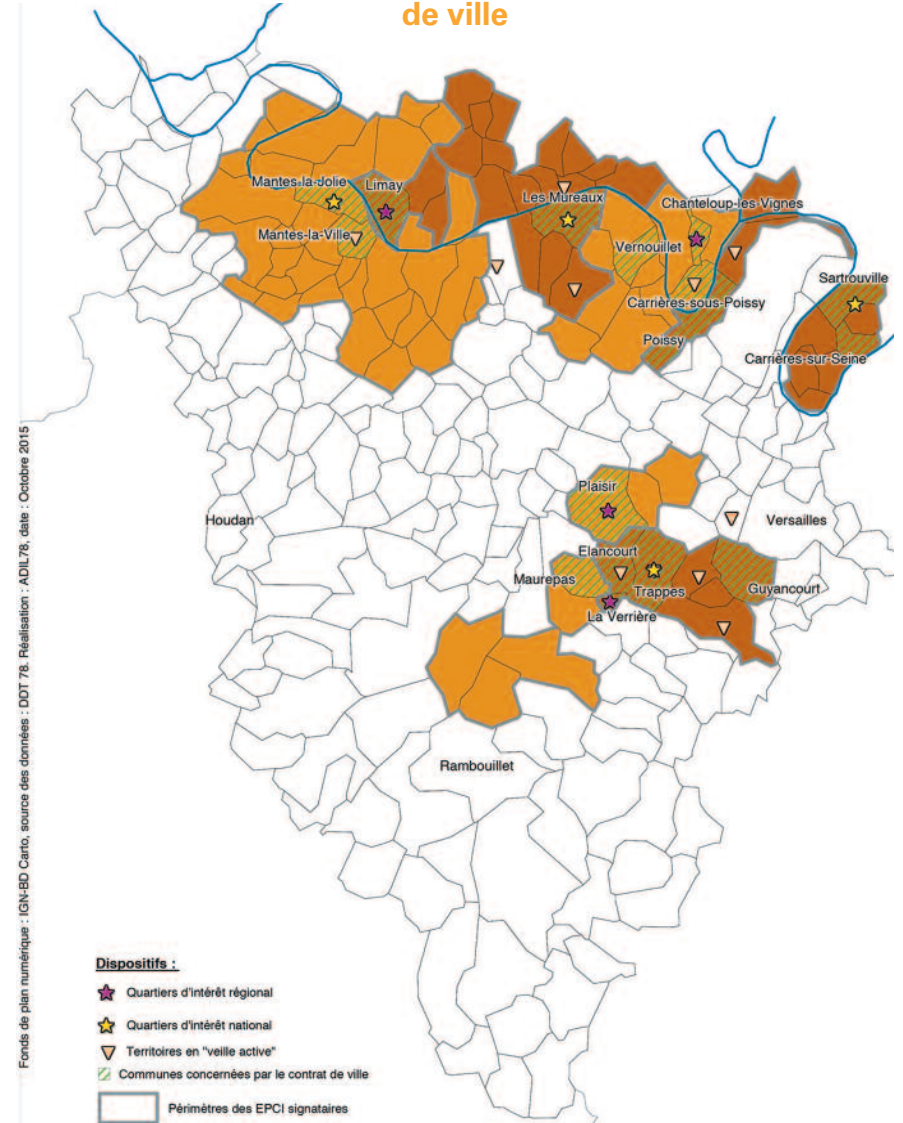 de ville
Mantes-la-Jolie
Limay
Les Mureaux
Chanteloup-les Vignes
Mantes-la-Ville
Vernouillet
Sartrouville
Carrières-sous-Poissy
Poissy
Carrières-sur-Seine
Plaisir
Houdan
Versailles
Elancourt
Maurepas
Trappes
Guyancourt
La Verrière
Rambouillet
Fonds de plan numérique : IGN-BD Carto, source des données : DDT 78. Réalisation : ADIL78, date : Octobre 2015
Dispositifs :
Quartiers d'intérêt régional
Quartiers d'intérêt national
Territoires en "veille active"
Communes concernées par le contrat de ville
Périmètres des EPCI signataires